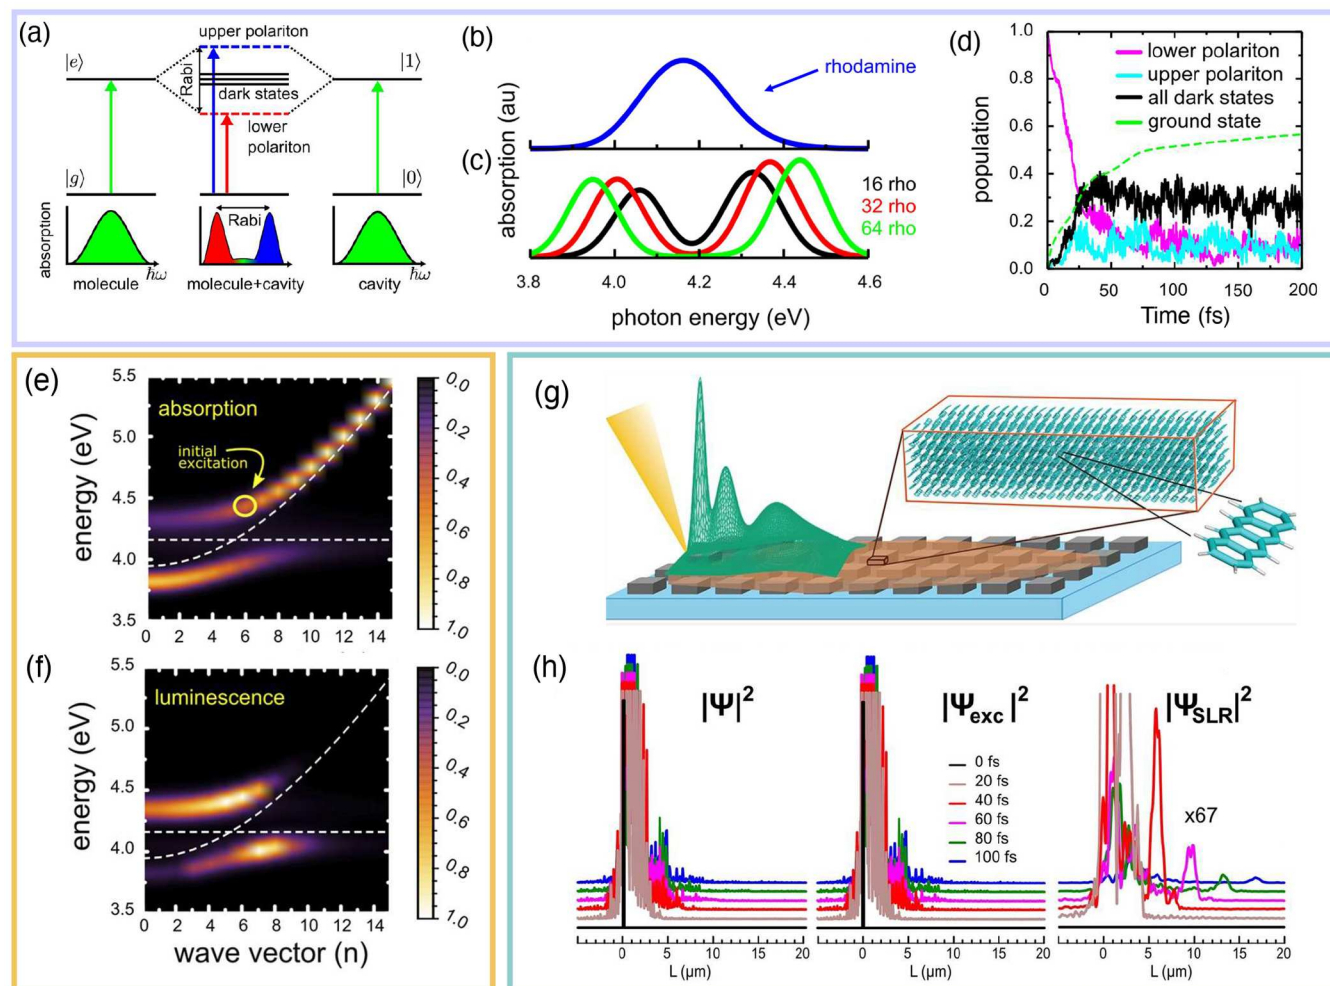 (a)
upper polariton
|e⟩
|1⟩
Rabi
dark states
lower
polariton
|g⟩
|0⟩
absorption
Rabi
ħω
ħω
molecule
molecule+cavity
cavity
(b)
rhodamine
absorption (au)
(c)
16 rho
32 rho
64 rho
3.8 4.0 4.2 4.4 4.6
photon energy (eV)
(d)
lower polariton
upper polariton
all dark states
ground state
population
1.0
0.8
0.6
0.4
0.2
0.0
0 50 100 150 200
Time (fs)
(e)
absorption
initial
excitation
energy (eV)
5.5
5.0
4.5
4.0
3.5
0 2 4 6 8 10 12 14
0.0
0.2
0.4
0.6
0.8
1.0
(f)
luminescence
energy (eV)
5.5
5.0
4.5
4.0
3.5
0 5 10 15
wave vector (n)
0.0
0.2
0.4
0.6
0.8
1.0
(g)
(h)
|Ψ|²
|Ψexc|²
|ΨSLR|²
0 fs
20 fs
40 fs
60 fs
80 fs
100 fs
x67
0 5 10 15 20
L (µm)
0 5 10 15 20
L (µm)
0 5 10 15 20
L (µm)